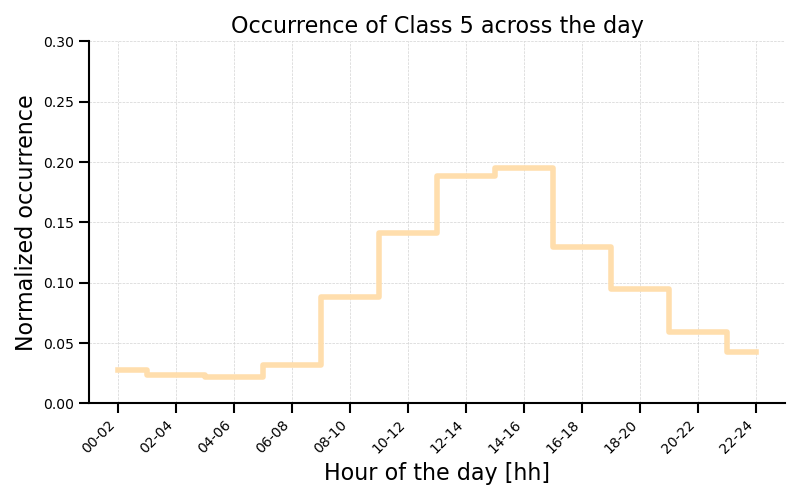 Occurrence of Class 5 across the day
Normalized occurrence
0.30
0.25
0.20
0.15
0.10
0.05
0.00
00-02 02-04 04-06 06-08 08-10 10-12 12-14 14-16 16-18 18-20 20-22 22-24
Hour of the day [hh]